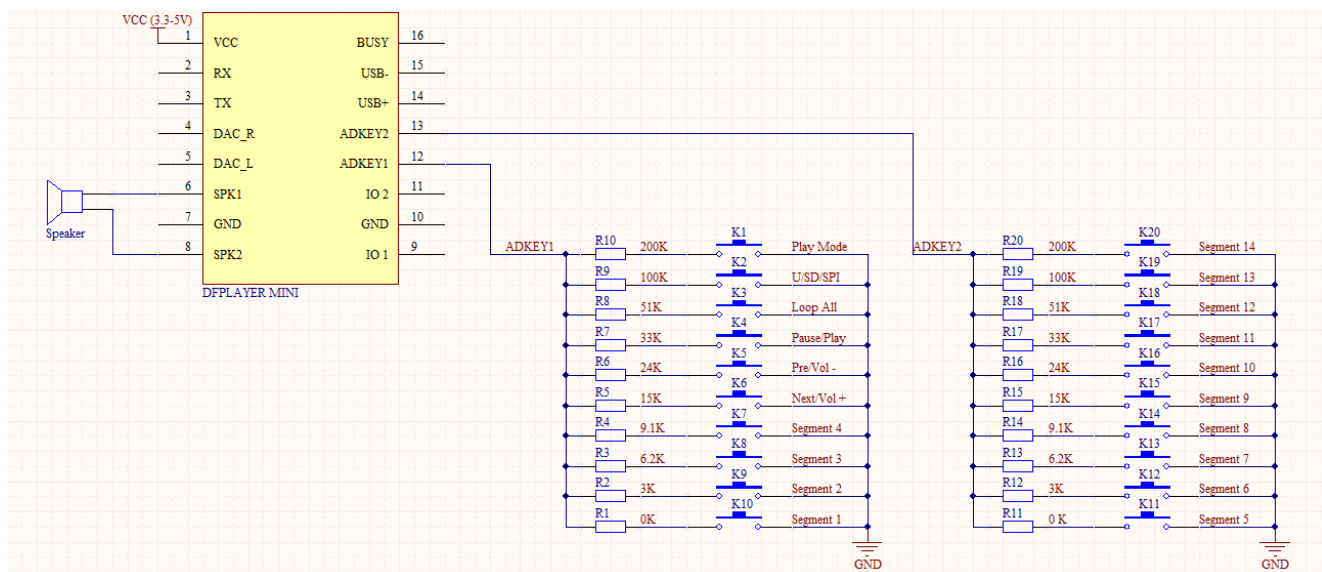 VCC (3.3-5V)
1 VCC BUSY 16
2 RX USB- 15
3 TX USB+ 14
4 DAC_R ADKEY2 13
5 DAC_L ADKEY1 12
6 SPK1 IO 2 11
7 GND GND 10
8 SPK2 IO 1 9
Speaker
DFPLAYER MINI
ADKEY1
R10 200K K1 Play Mode
R9 100K K2 U/SD/SPI
R8 51K K3 Loop All
R7 33K K4 Pause/Play
R6 24K K5 Pre/Vol -
R5 15K K6 Next/Vol +
R4 9.1K K7 Segment 4
R3 6.2K K8 Segment 3
R2 3K K9 Segment 2
R1 0K K10 Segment 1
GND
ADKEY2
R20 200K K20 Segment 14
R19 100K K19 Segment 13
R18 51K K18 Segment 12
R17 33K K17 Segment 11
R16 24K K16 Segment 10
R15 15K K15 Segment 9
R14 9.1K K14 Segment 8
R13 6.2K K13 Segment 7
R12 3K K12 Segment 6
R11 0 K K11 Segment 5
GND